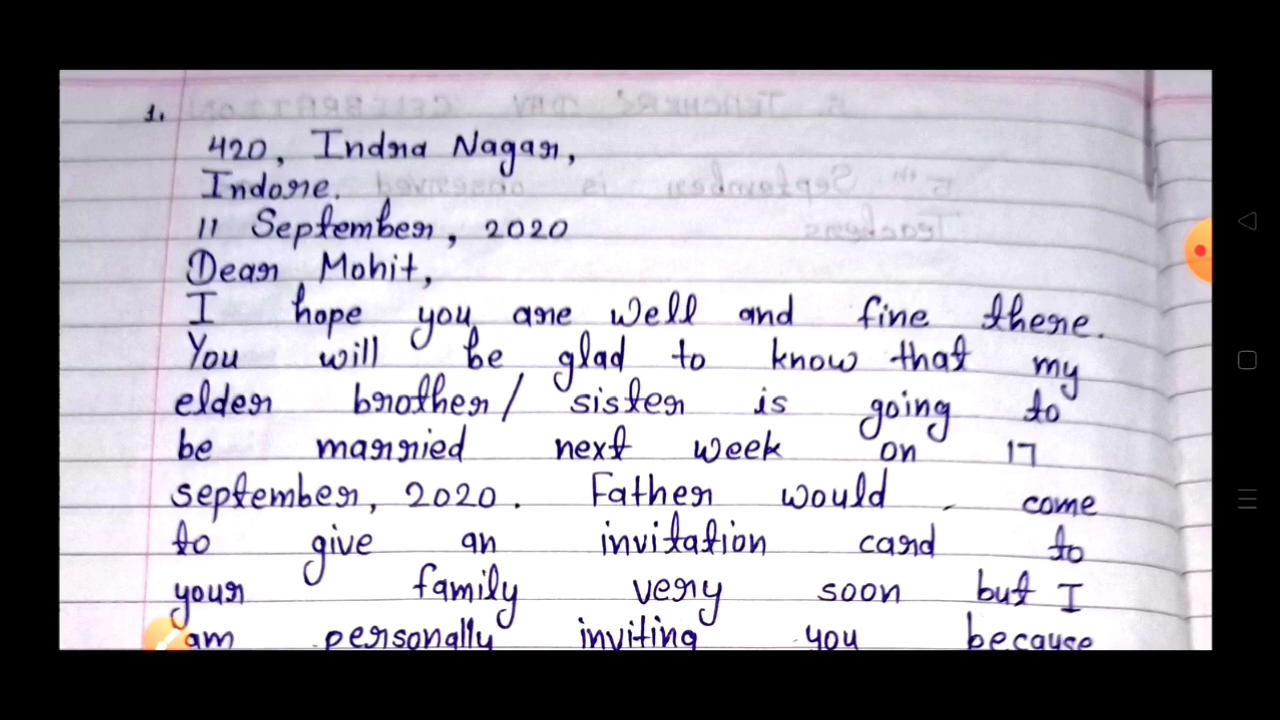 1.
420, Indra Nagar,
Indore.
11 September, 2020
Dear Mohit,
I hope you are well and fine there.
You will be glad to know that my
elder brother/ sister is going to
be married next week on 17
september, 2020. Father would come
to give an invitation card to
your family very soon but I
am personally inviting you because